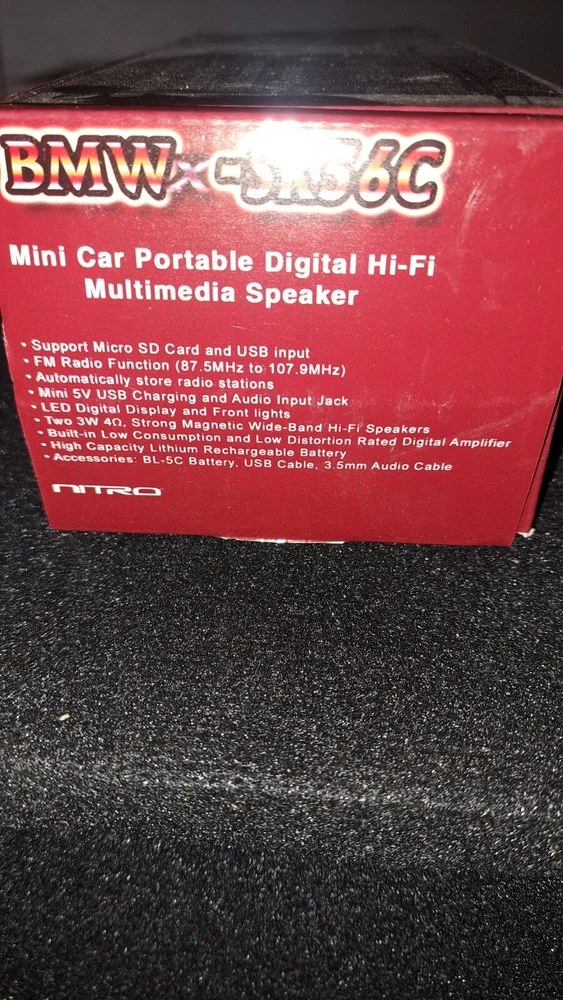 BMWx-SK56C
Mini Car Portable Digital Hi-Fi
Multimedia Speaker
• Support Micro SD Card and USB input
• FM Radio Function (87.5MHz to 107.9MHz)
• Automatically store radio stations
• Mini 5V USB Charging and Audio Input Jack
• LED Digital Display and Front lights
• Two 3W 4Ω, Strong Magnetic Wide-Band Hi-Fi Speakers
• Built-in Low Consumption and Low Distortion Rated Digital Amplifier
• High Capacity Lithium Rechargeable Battery
• Accessories: BL-5C Battery, USB Cable, 3.5mm Audio Cable
NITRO